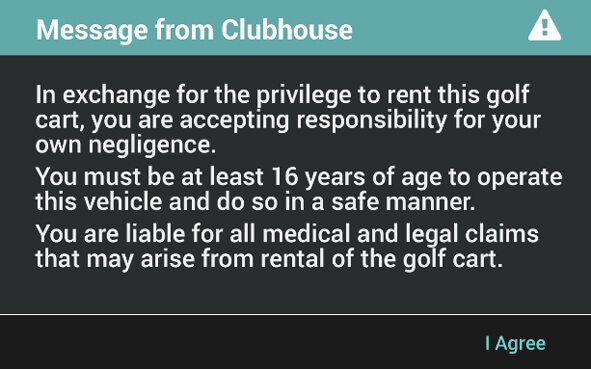 Message from Clubhouse
In exchange for the privilege to rent this golf
cart, you are accepting responsibility for your
own negligence.
You must be at least 16 years of age to operate
this vehicle and do so in a safe manner.
You are liable for all medical and legal claims
that may arise from rental of the golf cart.
I Agree